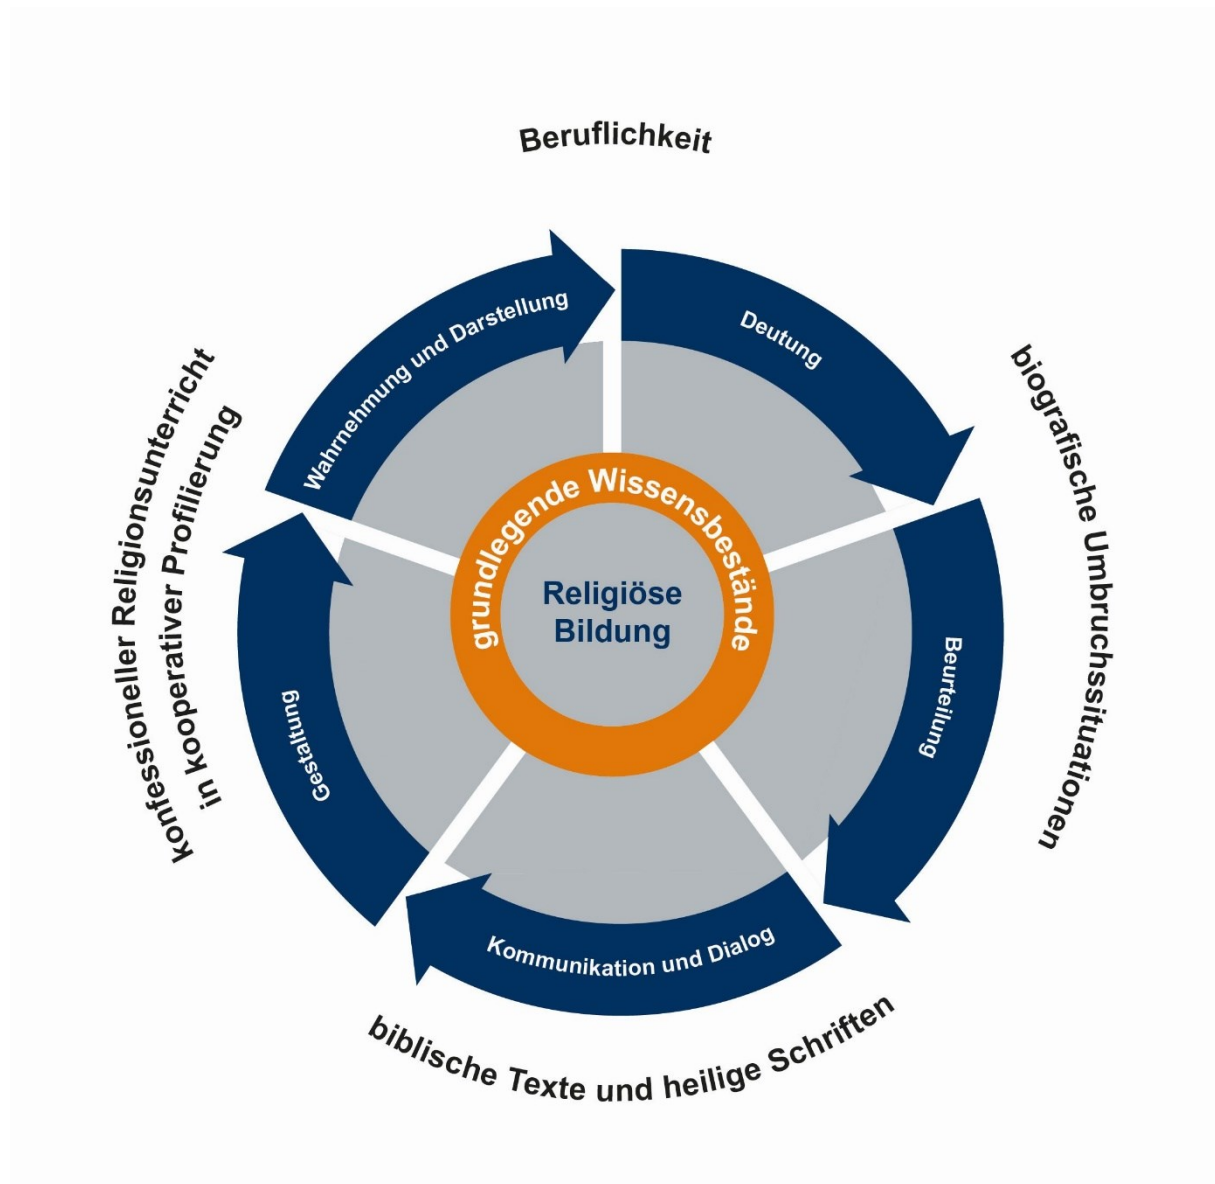 Beruflichkeit
Wahrnehmung und Darstellung
Deutung
konfessioneller Religionsunterricht
in kooperativer Profilierung
biografische Umbruchssituationen
grundlegende Wissensbestände
Religiöse
Bildung
Beurteilung
Gestaltung
Kommunikation und Dialog
biblische Texte und heilige Schriften